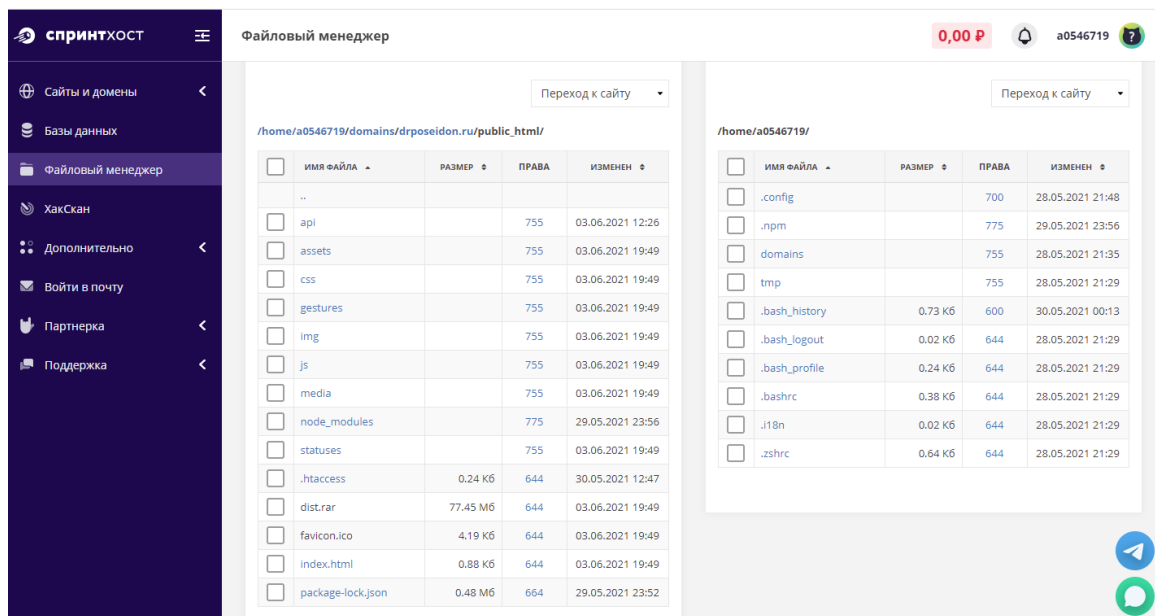 спринтхост
Файловый менеджер
0,00 ₽
a0546719
Сайты и домены
Базы данных
Файловый менеджер
ХакСкан
Дополнительно
Войти в почту
Партнерка
Поддержка
Переход к сайту
/home/a0546719/domains/drposeidon.ru/public_html/
ИМЯ ФАЙЛА РАЗМЕР ПРАВА ИЗМЕНЕН
..
api 755 03.06.2021 12:26
assets 755 03.06.2021 19:49
css 755 03.06.2021 19:49
gestures 755 03.06.2021 19:49
img 755 03.06.2021 19:49
js 755 03.06.2021 19:49
media 755 03.06.2021 19:49
node_modules 775 29.05.2021 23:56
statuses 755 03.06.2021 19:49
.htaccess 0.24 Кб 644 30.05.2021 12:47
dist.rar 77.45 Мб 644 03.06.2021 19:49
favicon.ico 4.19 Кб 644 03.06.2021 19:49
index.html 0.88 Кб 644 03.06.2021 19:49
package-lock.json 0.48 Мб 664 29.05.2021 23:52
Переход к сайту
/home/a0546719/
ИМЯ ФАЙЛА РАЗМЕР ПРАВА ИЗМЕНЕН
.config 700 28.05.2021 21:48
.npm 775 29.05.2021 23:56
domains 755 28.05.2021 21:35
tmp 755 28.05.2021 21:29
.bash_history 0.73 Кб 600 30.05.2021 00:13
.bash_logout 0.02 Кб 644 28.05.2021 21:29
.bash_profile 0.24 Кб 644 28.05.2021 21:29
.bashrc 0.38 Кб 644 28.05.2021 21:29
.i18n 0.02 Кб 644 28.05.2021 21:29
.zshrc 0.64 Кб 644 28.05.2021 21:29